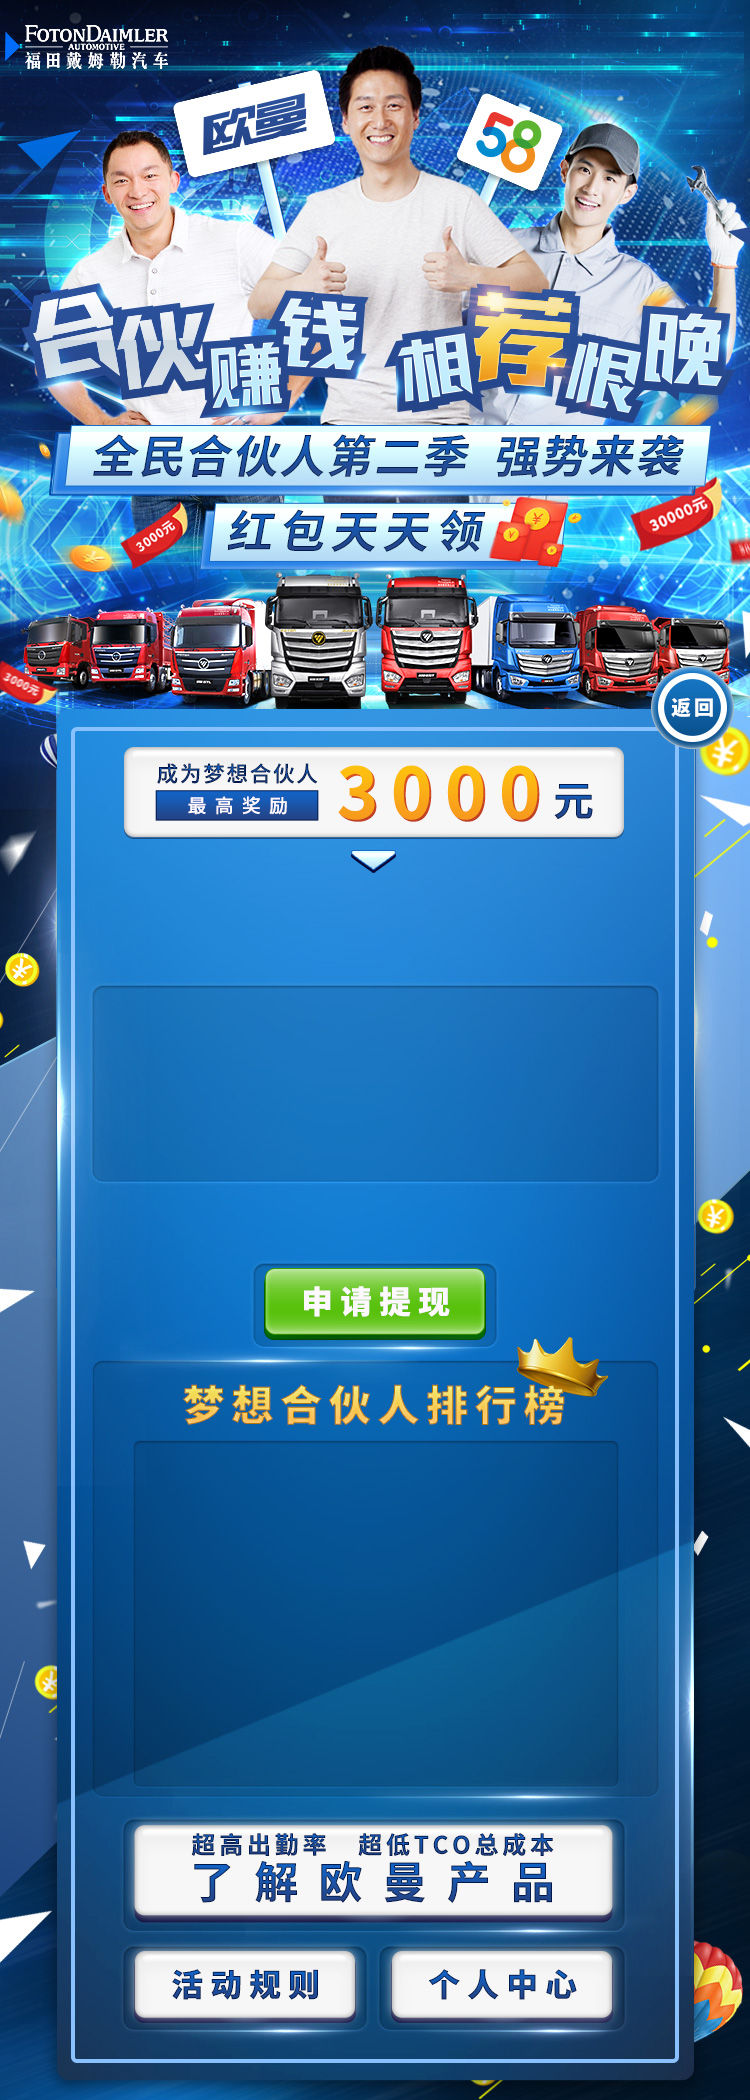 FOTONDAIMLER
AUTOMOTIVE
福田戴姆勒汽车
欧曼
58
合伙赚钱 相荐恨晚
全民合伙人第二季 强势来袭
3000元
红包天天领
30000元
3000元
返回
成为梦想合伙人
最高奖励
3000元
申请提现
梦想合伙人排行榜
超高出勤率 超低TCO总成本
了解欧曼产品
活动规则
个人中心